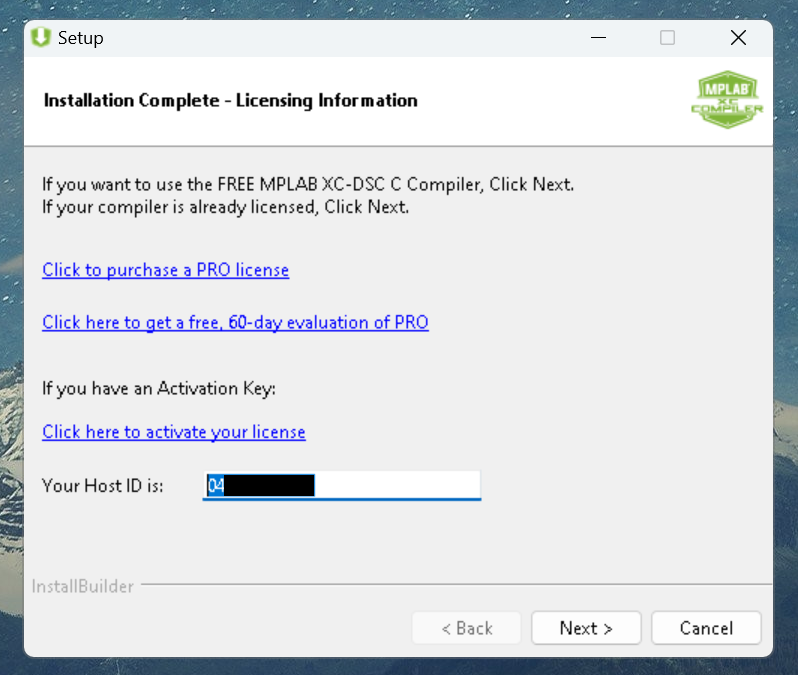 Setup
Installation Complete - Licensing Information
MPLAB
XC
COMPILER
If you want to use the FREE MPLAB XC-DSC C Compiler, Click Next.
If your compiler is already licensed, Click Next.
Click to purchase a PRO license
Click here to get a free, 60-day evaluation of PRO
If you have an Activation Key:
Click here to activate your license
Your Host ID is: 04
InstallBuilder
< Back Next > Cancel